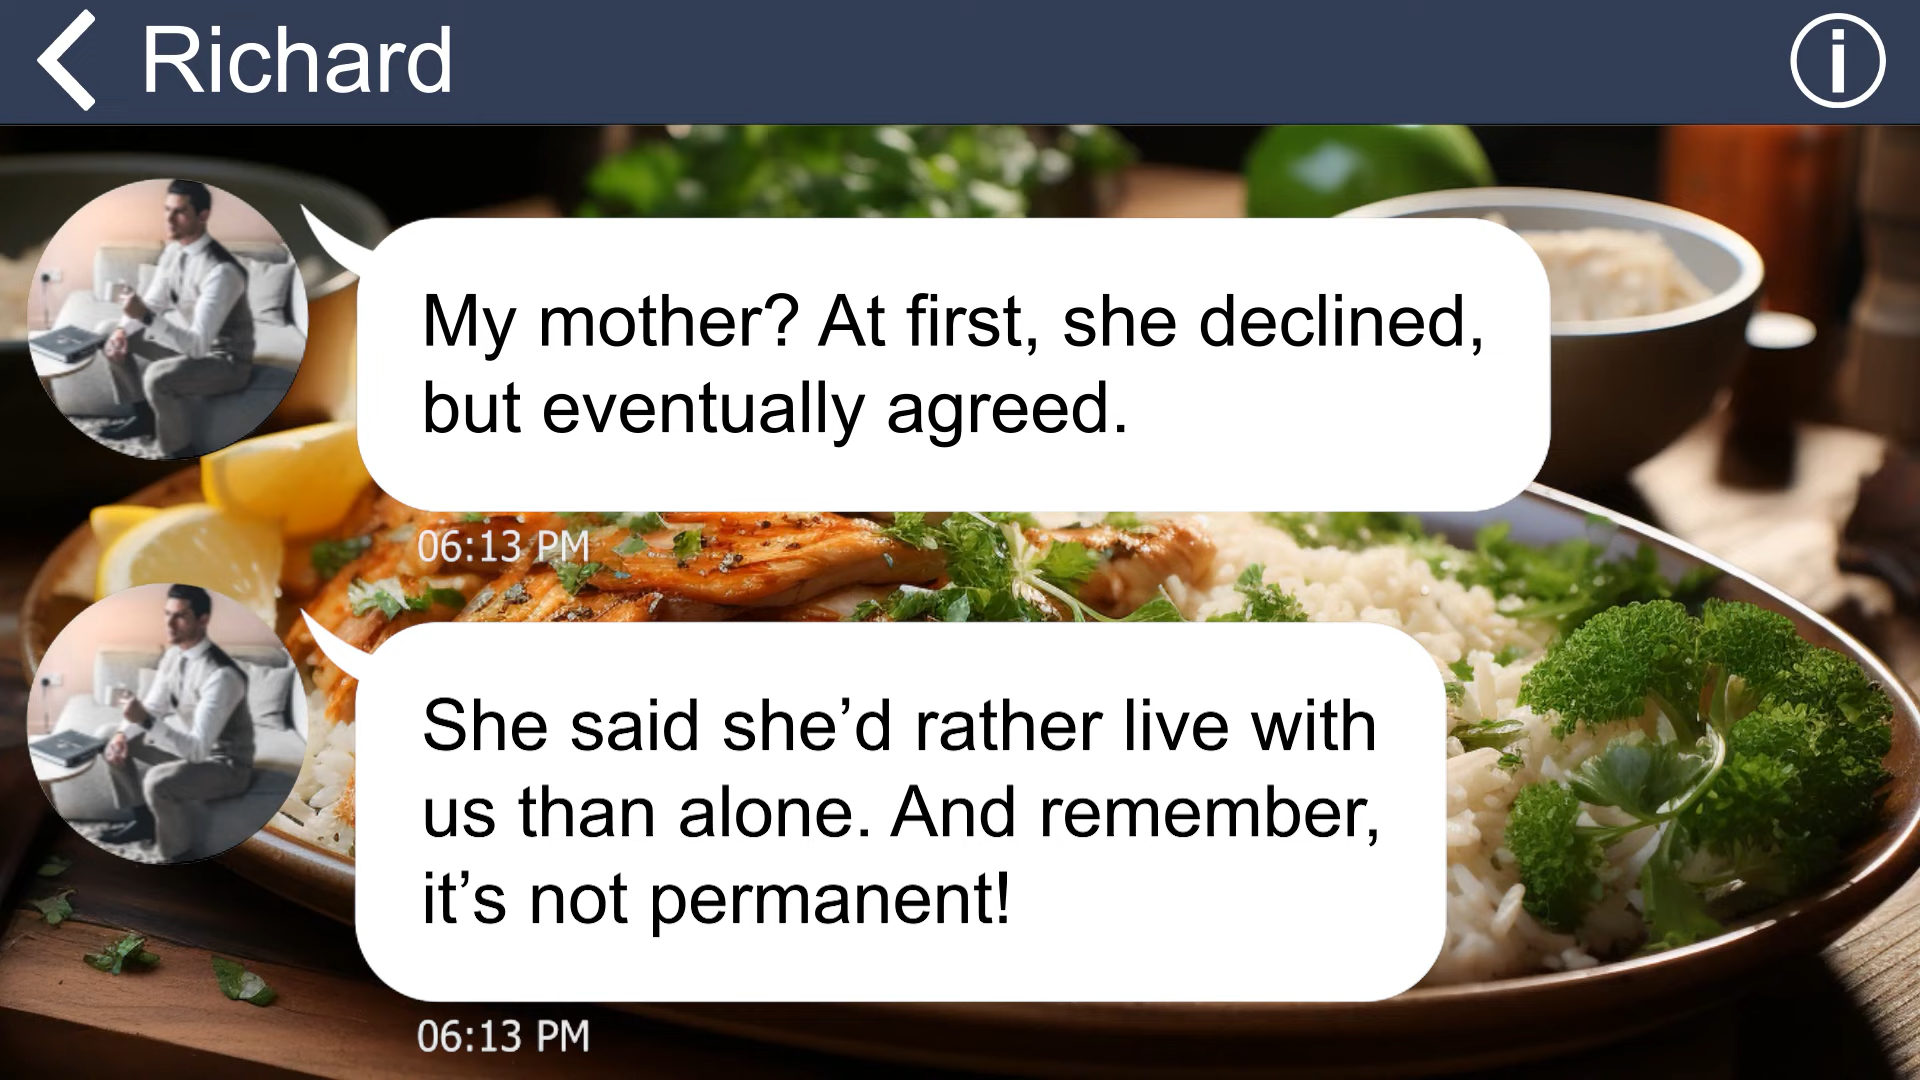 Richard
My mother? At first, she declined,
but eventually agreed.
06:13 PM
She said she’d rather live with
us than alone. And remember,
it’s not permanent!
06:13 PM